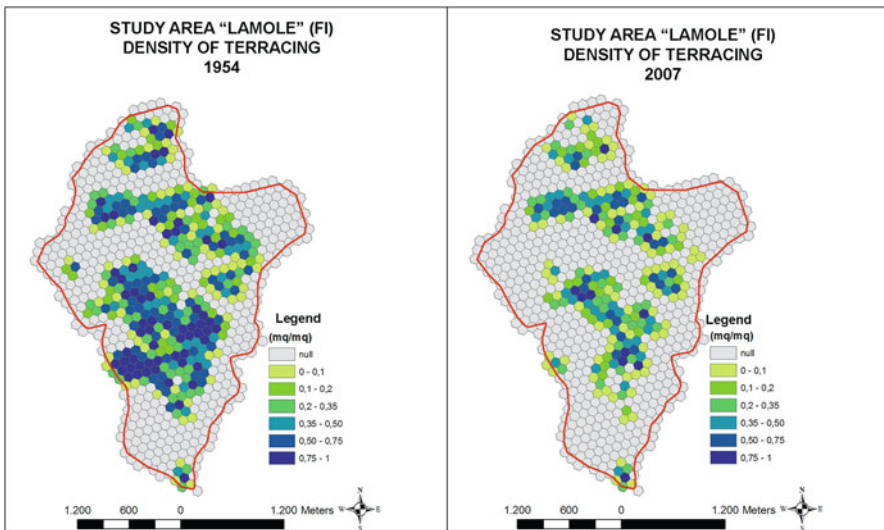 STUDY AREA “LAMOLE” (FI)
DENSITY OF TERRACING
1954
Legend
(mq/mq)
null
0 - 0,1
0,1 - 0,2
0,2 - 0,35
0,35 - 0,50
0,50 - 0,75
0,75 - 1
1.200 600 0 1.200 Meters
N
W E
S
STUDY AREA “LAMOLE” (FI)
DENSITY OF TERRACING
2007
Legend
(mq/mq)
null
0 - 0,1
0,1 - 0,2
0,2 - 0,35
0,35 - 0,50
0,50 - 0,75
0,75 - 1
1.200 600 0 1.200 Meters
N
W E
S